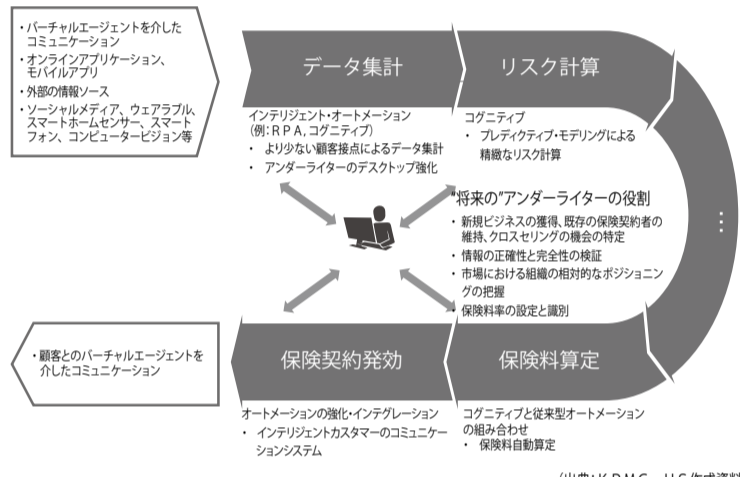 ・バーチャルエージェントを介した
コミュニケーション
・オンラインアプリケーション、
モバイルアプリ
・外部の情報ソース
・ソーシャルメディア、ウェアラブル、
スマートホームセンサー、スマート
フォン、コンピュータービジョン等
データ集計
リスク計算
インテリジェント・オートメーション
(例:RPA,コグニティブ)
・ より少ない顧客接点によるデータ集計
・ アンダーライターのデスクトップ強化
コグニティブ
・ プレディクティブ・モデリングによる
精緻なリスク計算
"将来の"アンダーライターの役割
・新規ビジネスの獲得、既存の保険契約者の
維持、クロスセリングの機会の特定
・情報の正確性と完全性の検証
・市場における組織の相対的なポジショニン
グの把握
・保険料率の設定と識別
…
・顧客とのバーチャルエージェントを
介したコミュニケーション
保険契約発効
保険料算定
オートメーションの強化・インテグレーション
・ インテリジェントカスタマーのコミュニケー
ションシステム
コグニティブと従来型オートメーション
の組み合わせ
・ 保険料自動算定